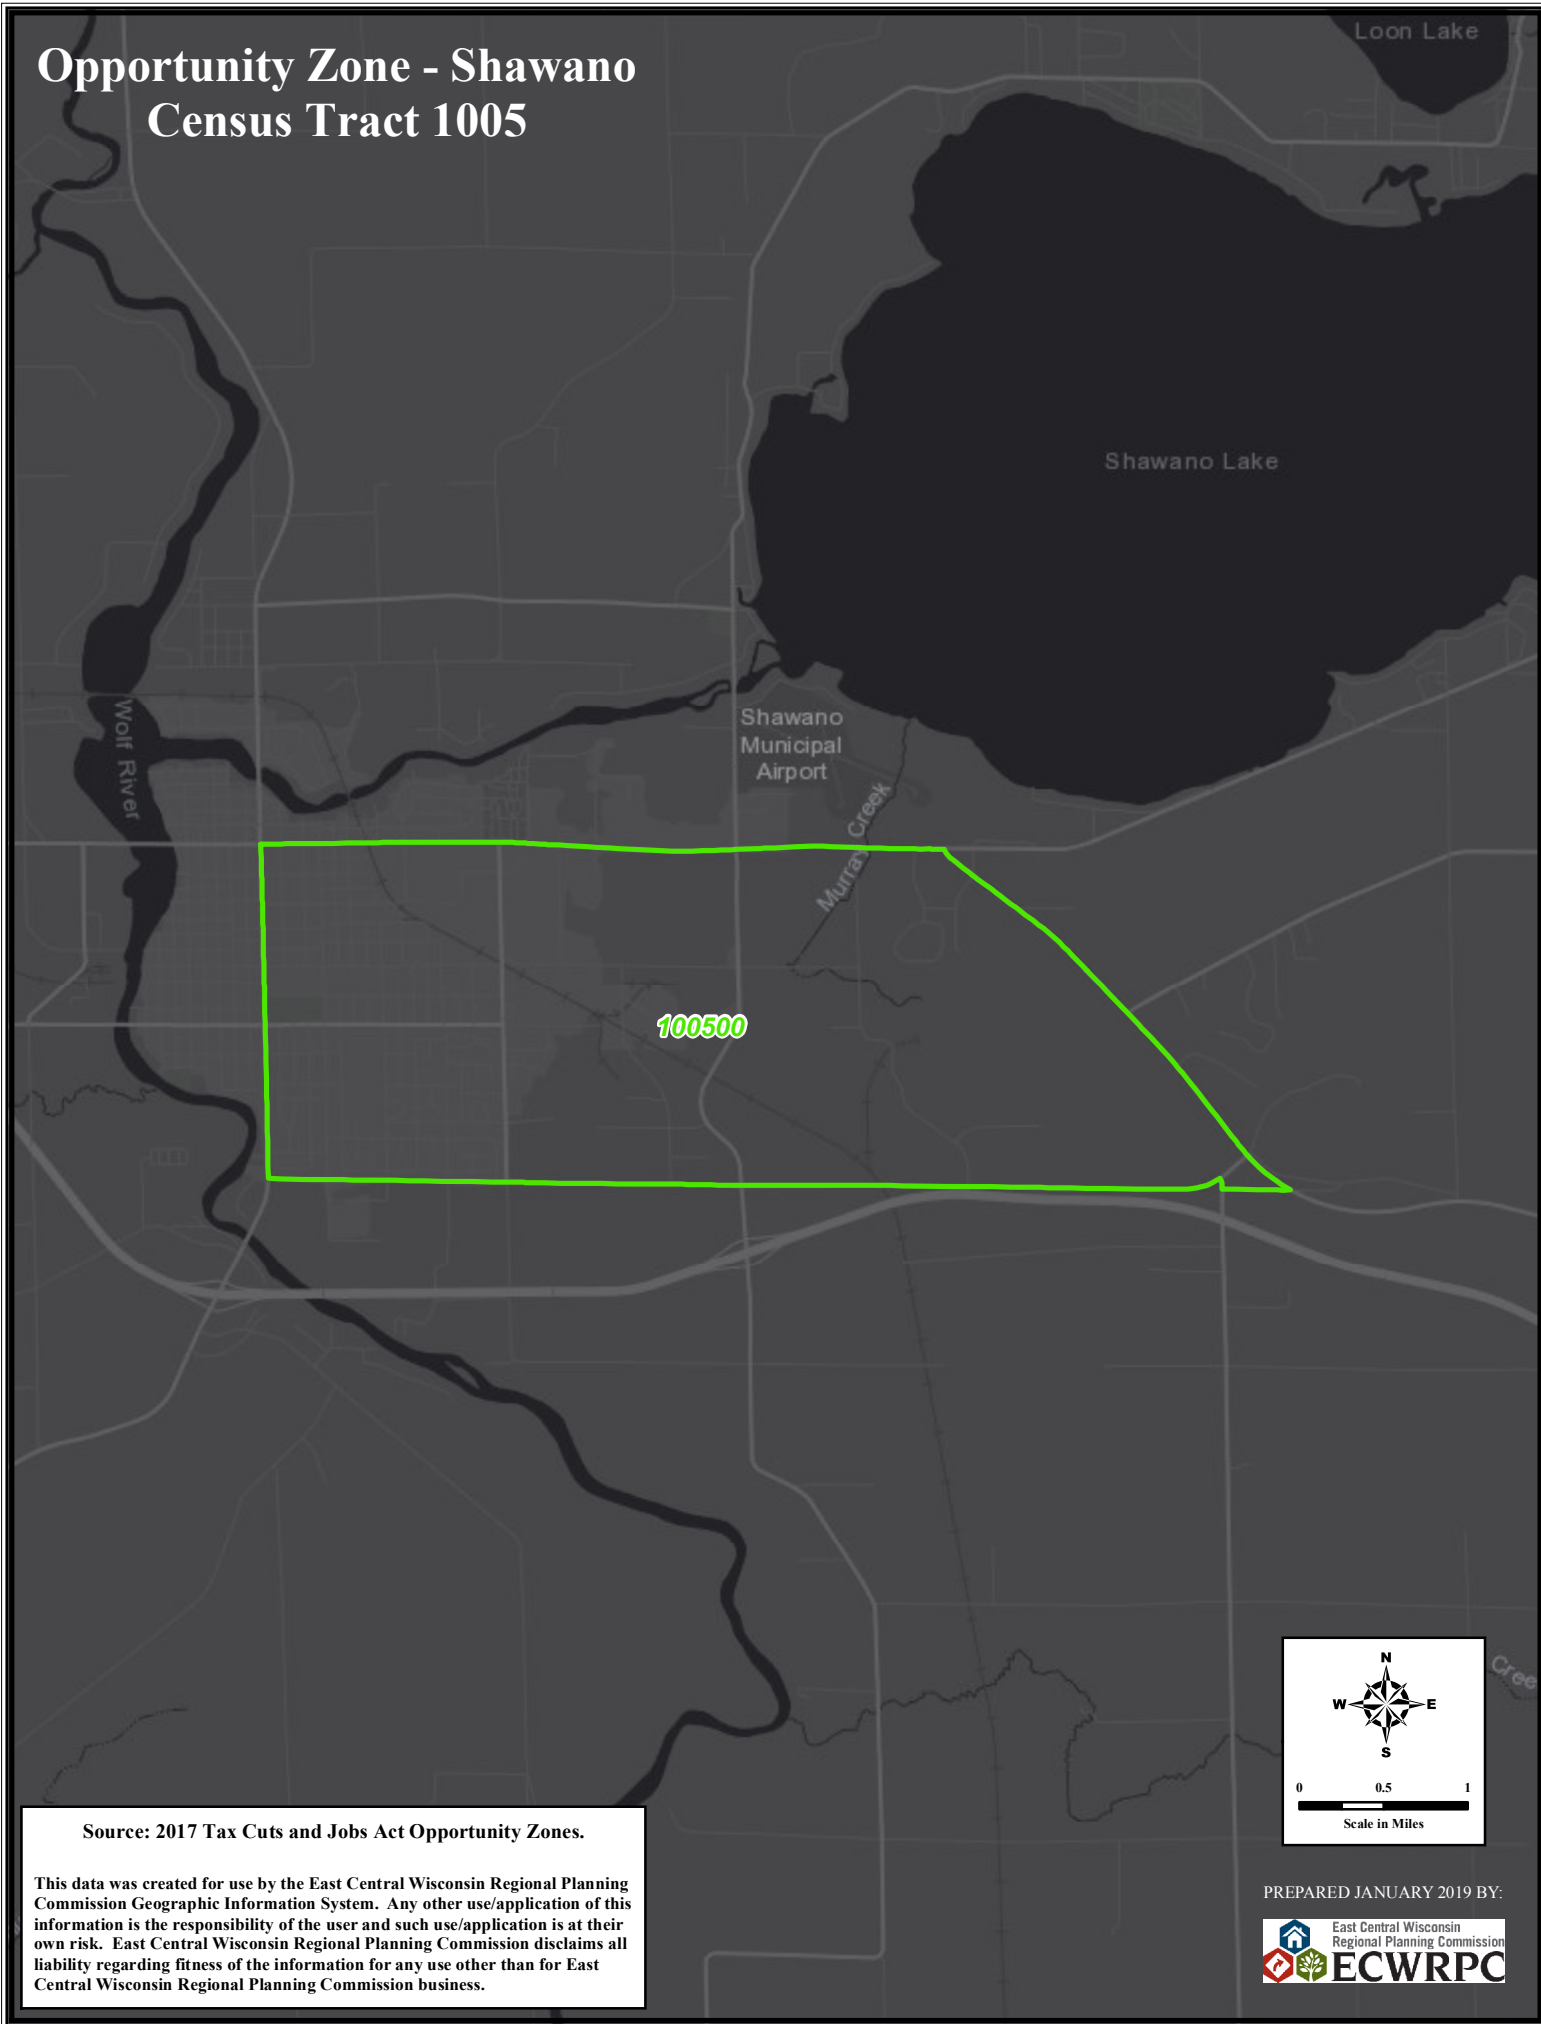 Opportunity Zone - Shawano
Census Tract 1005
Loon Lake
Shawano Lake
Wolf River
Shawano
Municipal
Airport
Murray Creek
100500
N
W
E
S
0 0.5 1
Scale in Miles
Source: 2017 Tax Cuts and Jobs Act Opportunity Zones.
This data was created for use by the East Central Wisconsin Regional Planning
Commission Geographic Information System. Any other use/application of this
information is the responsibility of the user and such use/application is at their
own risk. East Central Wisconsin Regional Planning Commission disclaims all
liability regarding fitness of the information for any use other than for East
Central Wisconsin Regional Planning Commission business.
PREPARED JANUARY 2019 BY:
East Central Wisconsin
Regional Planning Commission
ECWRPC